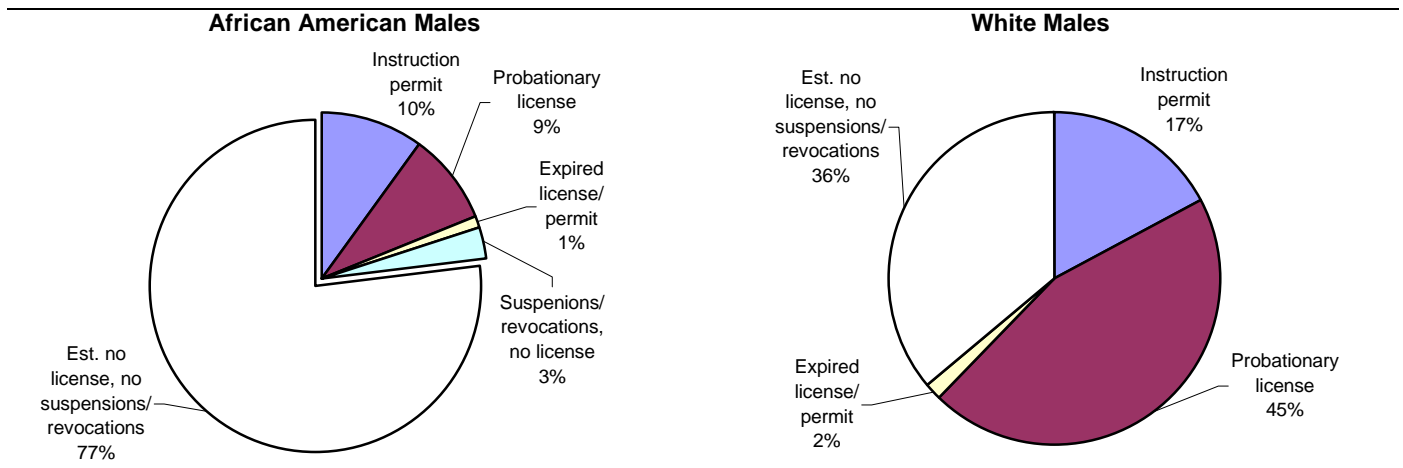 African American Males
Instruction
permit
10%
Probationary
license
9%
Expired
license/
permit
1%
Suspenions/
revocations,
no license
3%
Est. no
license, no
suspensions/
revocations
77%
White Males
Est. no
license, no
suspensions/
revocations
36%
Instruction
permit
17%
Expired
license/
permit
2%
Probationary
license
45%